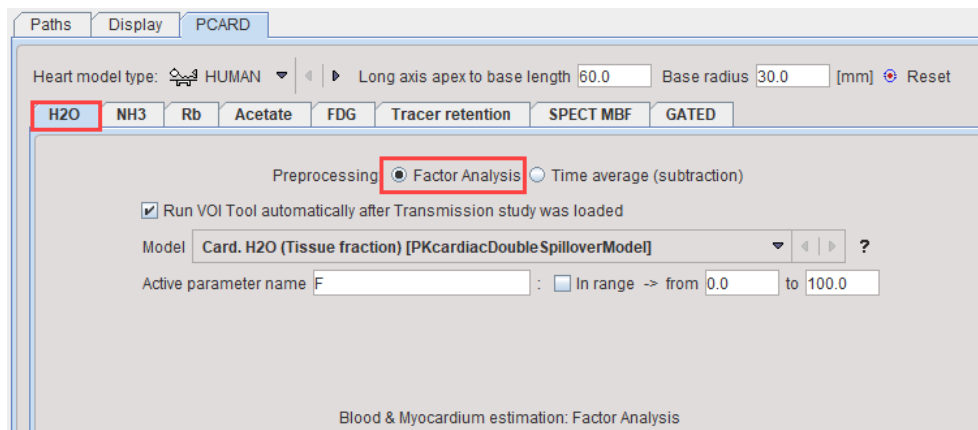 Paths Display PCARD
Heart model type: HUMAN Long axis apex to base length 60.0 Base radius 30.0 [mm] Reset
H2O NH3 Rb Acetate FDG Tracer retention SPECT MBF GATED
Preprocessing: Factor Analysis Time average (subtraction)
Run VOI Tool automatically after Transmission study was loaded
Model Card. H2O (Tissue fraction) [PKcardiacDoubleSpilloverModel] ?
Active parameter name F : In range -> from 0.0 to 100.0
Blood & Myocardium estimation: Factor Analysis